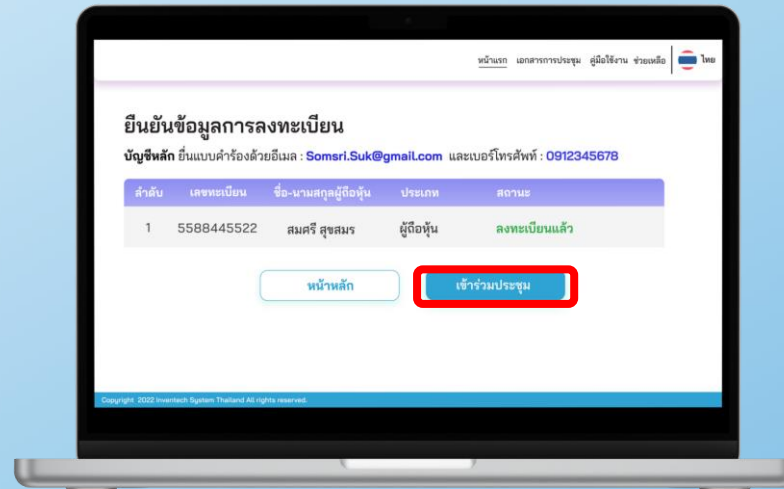 หน้าแรก เอกสารการประชุม คู่มือใช้งาน ช่วยเหลือ ไทย
ยืนยันข้อมูลการลงทะเบียน
บัญชีหลัก ยื่นแบบคำร้องด้วยอีเมล : Somsri.Suk@gmail.com และเบอร์โทรศัพท์ : 0912345678
ลำดับ เลขทะเบียน ชื่อ-นามสกุลผู้ถือหุ้น ประเภท สถานะ
1 5588445522 สมศรี สุขสมร ผู้ถือหุ้น ลงทะเบียนแล้ว
หน้าหลัก เข้าร่วมประชุม
Copyright 2022 Inventech System Thailand All rights reserved.